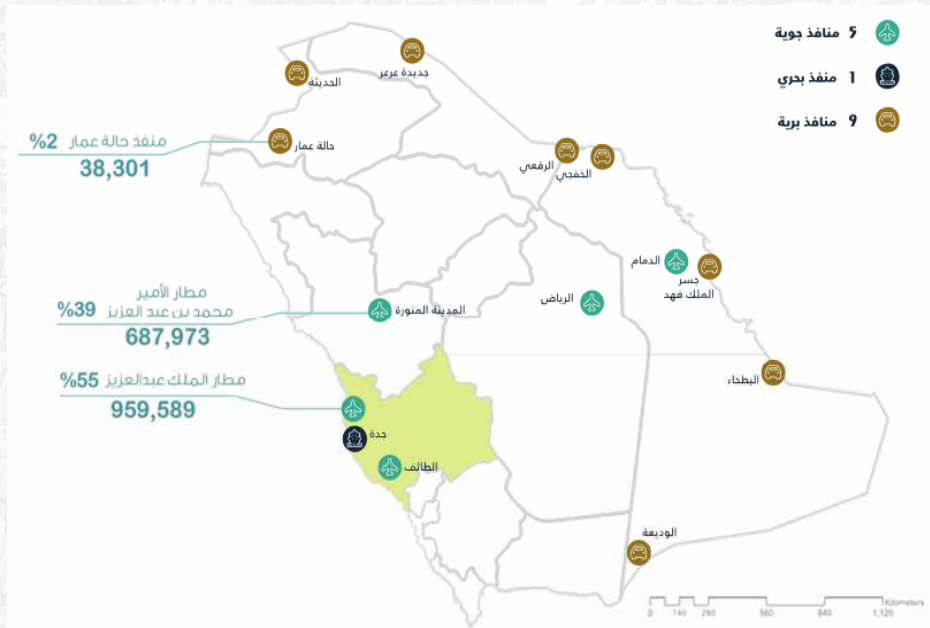 5 منافذ جوية
1 منفذ بحري
9 منافذ برية
جديدة عرعر
الحديثة
منفذ حالة عمار %2
38,301
حالة عمار
الرقعي
الخفجي
الدمام
جسر
الملك فهد
الرياض
مطار الأمير
محمد بن عبد العزيز %39
687,973
المدينة المنورة
البطحاء
مطار الملك عبدالعزيز %55
959,589
جدة
الطائف
الوديعة
Kilometers
0 140 280 560 840 1,120